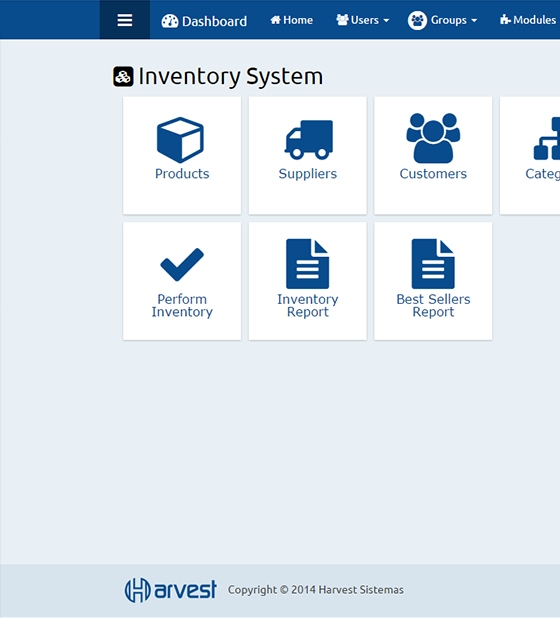 Dashboard Home Users Groups Modules
Inventory System
Products Suppliers Customers Categ
Perform Inventory
Inventory Report
Best Sellers Report
Harvest Copyright © 2014 Harvest Sistemas